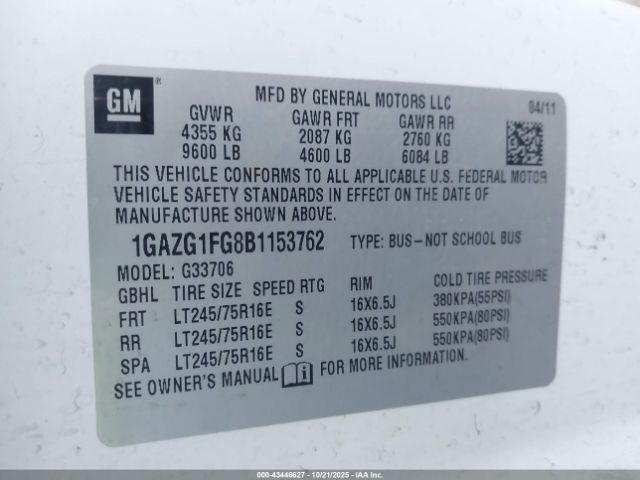 GM ®
MFD BY GENERAL MOTORS LLC 04/11
GVWR GAWR FRT GAWR RR
4355 KG 2087 KG 2760 KG
9600 LB 4600 LB 6084 LB
THIS VEHICLE CONFORMS TO ALL APPLICABLE U.S. FEDERAL MOTOR
VEHICLE SAFETY STANDARDS IN EFFECT ON THE DATE OF
MANUFACTURE SHOWN ABOVE.
1GAZG1FG8B1153762 TYPE: BUS-NOT SCHOOL BUS
MODEL: G33706
GBHL TIRE SIZE SPEED RTG RIM COLD TIRE PRESSURE
FRT LT245/75R16E S 16X6.5J 380KPA(55PSI)
RR LT245/75R16E S 16X6.5J 550KPA(80PSI)
SPA LT245/75R16E S 16X6.5J 550KPA(80PSI)
SEE OWNER'S MANUAL FOR MORE INFORMATION.
000-43446627 - 10/21/2025 - IAA Inc.